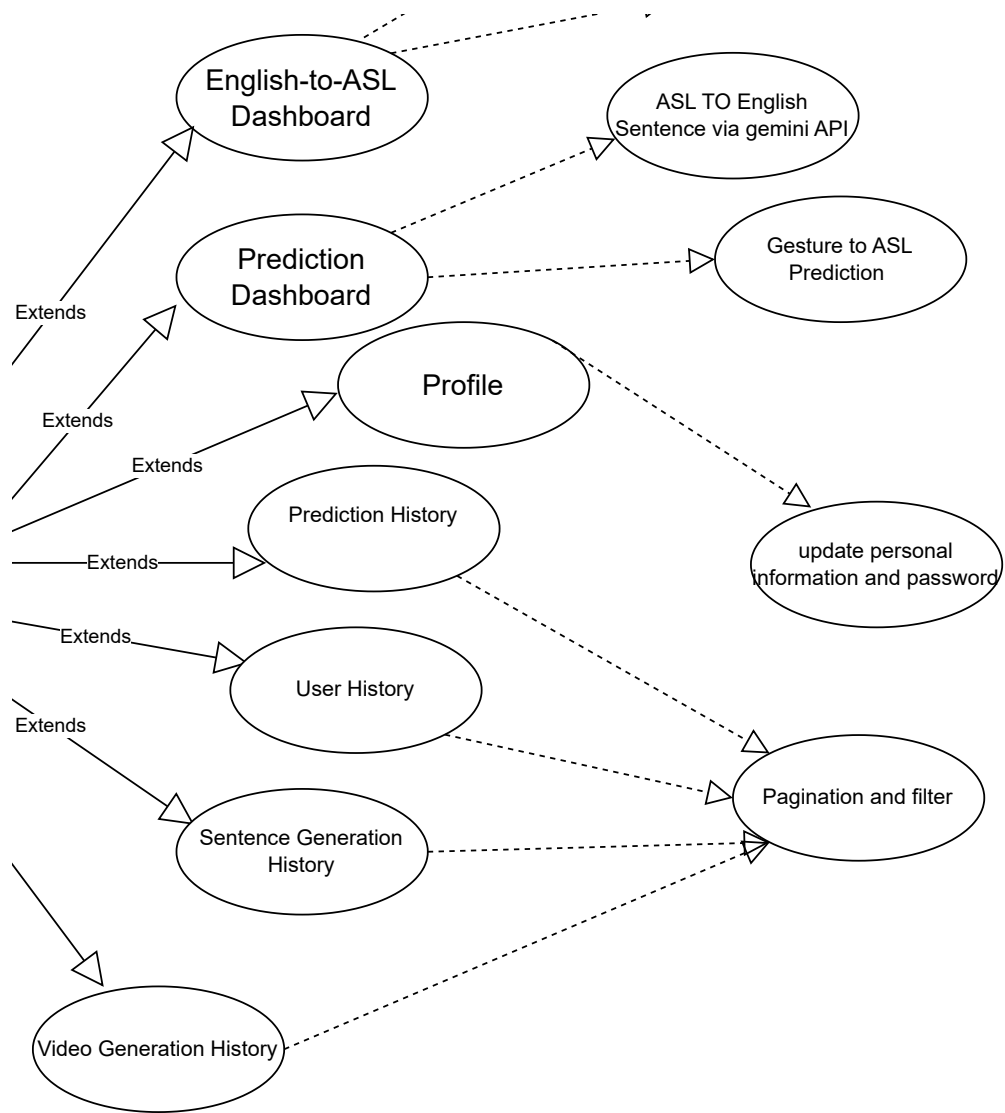 English-to-ASL
Dashboard
ASL TO English
Sentence via gemini API
Prediction
Dashboard
Gesture to ASL
Prediction
Extends
Profile
Extends
Extends
Prediction History
update personal
information and password
Extends
Extends
User History
Extends
Pagination and filter
Sentence Generation
History
Video Generation History